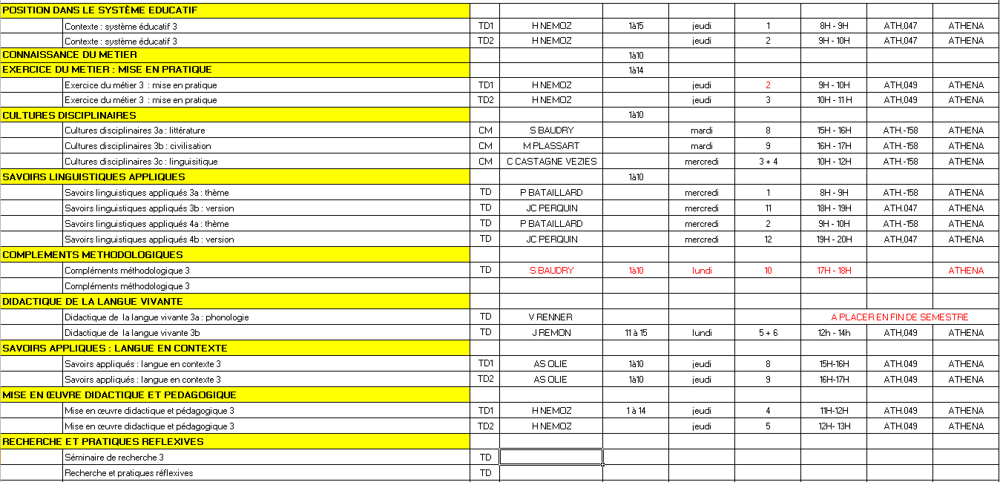 POSITION DANS LE SYSTÈME EDUCATIF
Contexte : système éducatif 3 TD1 H NEMOZ 1à15 jeudi 1 8H - 9H ATH,047 ATHENA
Contexte : système éducatif 3 TD2 H NEMOZ jeudi 2 9H - 10H ATH,047 ATHENA
CONNAISSANCE DU METIER 1à10
EXERCICE DU METIER : MISE EN PRATIQUE 1à14
Exercice du métier 3 : mise en pratique TD1 H NEMOZ jeudi 2 9H - 10H ATH,049 ATHENA
Exercice du métier 3 : mise en pratique TD2 H NEMOZ jeudi 3 10H - 11 H ATH,049 ATHENA
CULTURES DISCIPLINAIRES 1à10
Cultures disciplinaires 3a : littérature CM S BAUDRY mardi 8 15H - 16H ATH.-158 ATHENA
Cultures disciplinaires 3b : civilisation CM M PLASSART mardi 9 16H - 17H ATH.-158 ATHENA
Cultures disciplinaires 3c : linguisitique CM C CASTAGNE VEZIES mercredi 3 + 4 10H - 12H ATH.-158 ATHENA
SAVOIRS LINGUISTIQUES APPLIQUES 1à10
Savoirs linguistiques appliqués 3a : thème TD P BATAILLARD mercredi 1 8H - 9H ATH.-158 ATHENA
Savoirs linguistiques appliqués 3b : version TD JC PERQUIN mercredi 11 18H - 19H ATH.047 ATHENA
Savoirs linguistiques appliqués 4a : thème TD P BATAILLARD mercredi 2 9H - 10H ATH.-158 ATHENA
Savoirs linguistiques appliqués 4b : version TD JC PERQUIN mercredi 12 19H - 20H ATH,047 ATHENA
COMPLEMENTS METHODOLOGIQUES
Compléments méthodologique 3 TD S BAUDRY 1à10 lundi 10 17H - 18H ATHENA
Compléments méthodologique 3
DIDACTIQUE DE LA LANGUE VIVANTE
Didactique de la langue vivante 3a : phonologie TD V RENNER A PLACER EN FIN DE SEMESTRE
Didactique de la langue vivante 3b TD J REMON 11 à 15 lundi 5 + 6 12h - 14h ATH,049 ATHENA
SAVOIRS APPLIQUES : LANGUE EN CONTEXTE
Savoirs appliqués : langue en contexte 3 TD1 AS OLIE 1à10 jeudi 8 15H-16H ATH.049 ATHENA
Savoirs appliqués : langue en contexte 3 TD2 AS OLIE 1à10 jeudi 9 16H-17H ATH.049 ATHENA
MISE EN ŒUVRE DIDACTIQUE ET PEDAGOGIQUE
Mise en œuvre didactique et pédagogique 3 TD1 H NEMOZ 1 à 14 jeudi 4 11H-12H ATH.049 ATHENA
Mise en œuvre didactique et pédagogique 3 TD2 H NEMOZ jeudi 5 12H- 13H ATH.049 ATHENA
RECHERCHE ET PRATIQUES REFLEXIVES
Séminaire de recherche 3 TD
Recherche et pratiques réflexives TD